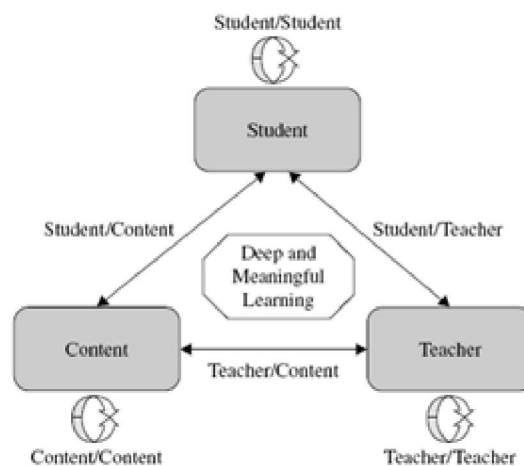 Student/Student
Student
Student/Content
Student/Teacher
Deep and
Meaningful
Learning
Content
Teacher
Teacher/Content
Content/Content
Teacher/Teacher